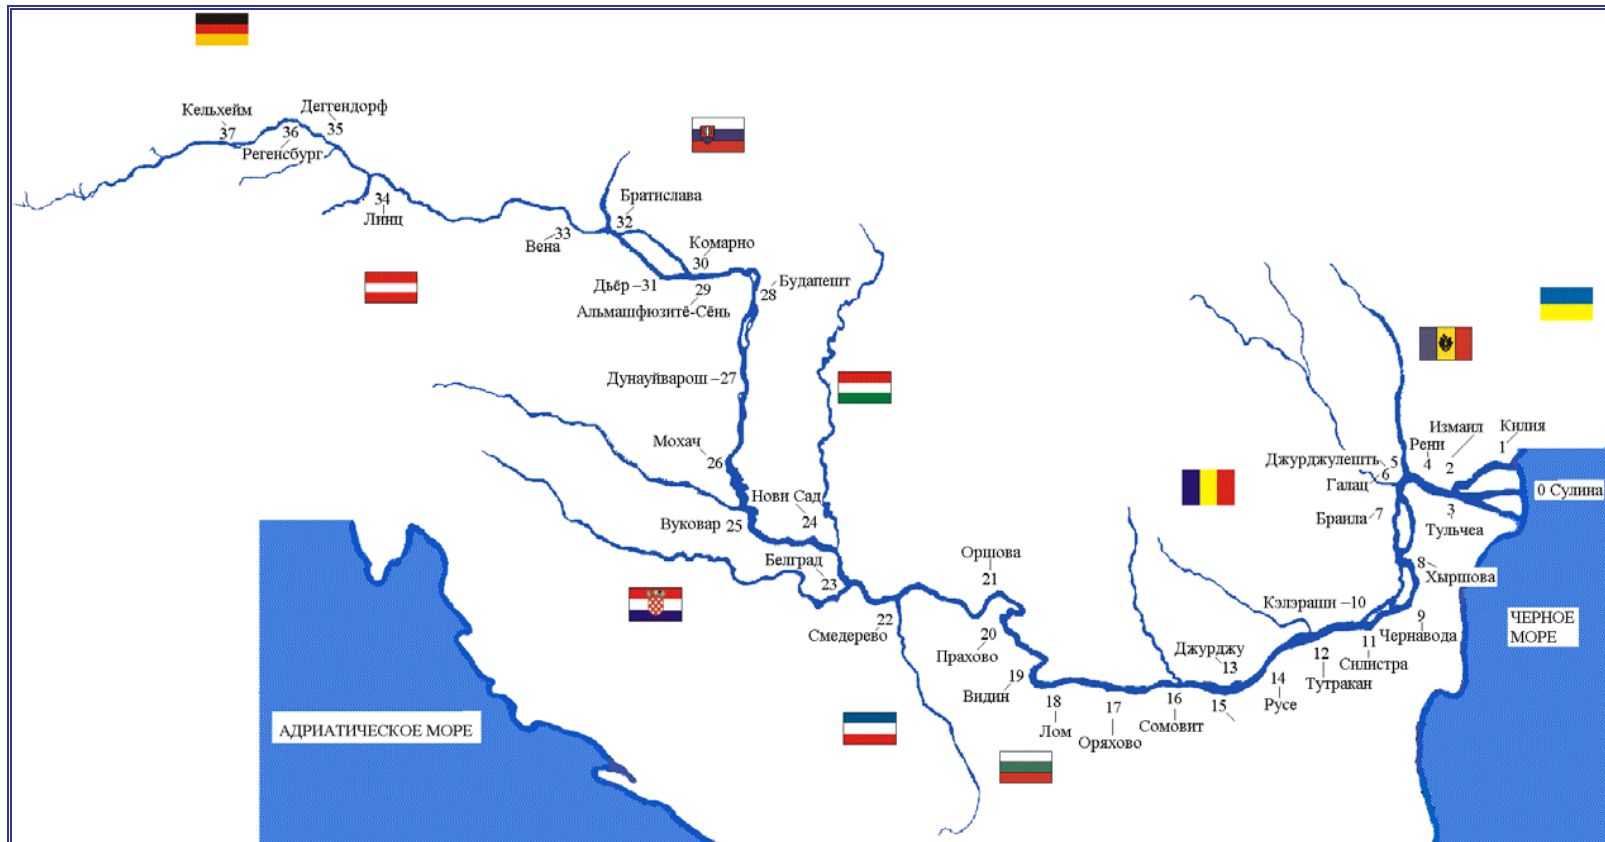 Кельхейм
37
Дегтендорф
35
36
Регенсбург
34
Линц
Братислава
32
33
Вена
Комарно
30
Дьёр –31
29
Альмашфюзитё-Сёнь
Будапешт
28
Дунауйварош –27
Мохач
26
Нови Сад
24
Вуковар 25
Белград
23
22
Смедерево
Оршова
21
20
Прахово
19
Видин
18
Лом
17
Оряхово
16
Сомовит
15
Джурджу
13
14
Русе
12
Тутракан
11
Силистра
Кэлэраши –10
9
Чернавода
8
Хыршова
Браила 7
Галац
6
Джурджулешть 5
Рени
4
Измаил
2
Килия
1
0 Сулина
3
Тульчеа
АДРИАТИЧЕСКОЕ МОРЕ
ЧЕРНОЕ
МОРЕ